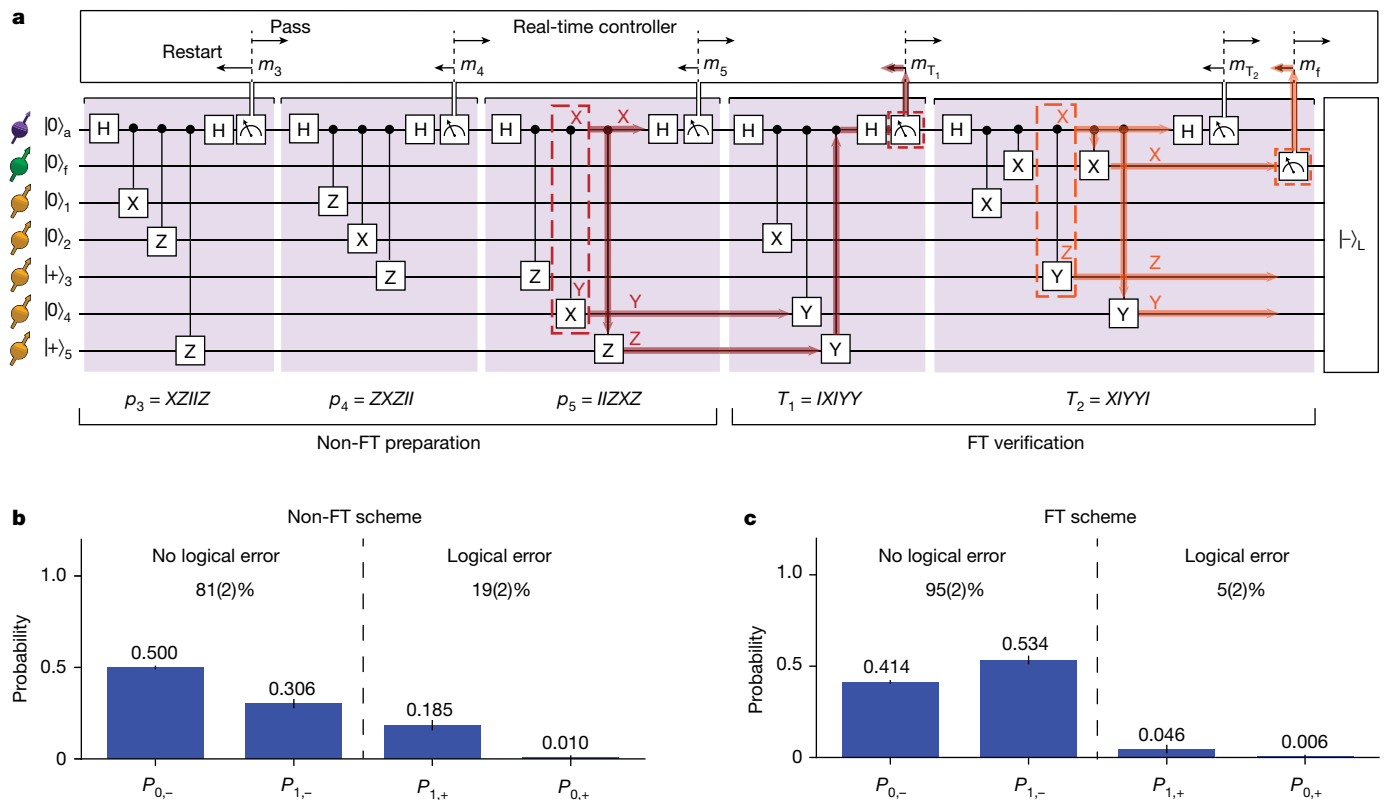 a
Real-time controller
Pass
Restart
m3 m4 m5 mT1 mT2 mf
|0⟩a H H H H H X X H H H H X X H H
|0⟩f X X X
|0⟩1 X Z X
|0⟩2 Z X X
|+⟩3 Z Z Z Y Z
|0⟩4 Y X Y Y Y Y
|+⟩5 Z Z Z Y
|−⟩L
p3 = XZIIZ p4 = ZXZII p5 = IIZXZ T1 = IXIYY T2 = XIYYI
Non-FT preparation FT verification
b Non-FT scheme
No logical error Logical error
81(2)% 19(2)%
Probability
1.0
0.5
0
0.500 0.306 0.185 0.010
P0,− P1,− P1,+ P0,+
c FT scheme
No logical error Logical error
95(2)% 5(2)%
Probability
1.0
0.5
0
0.414 0.534 0.046 0.006
P0,− P1,− P1,+ P0,+